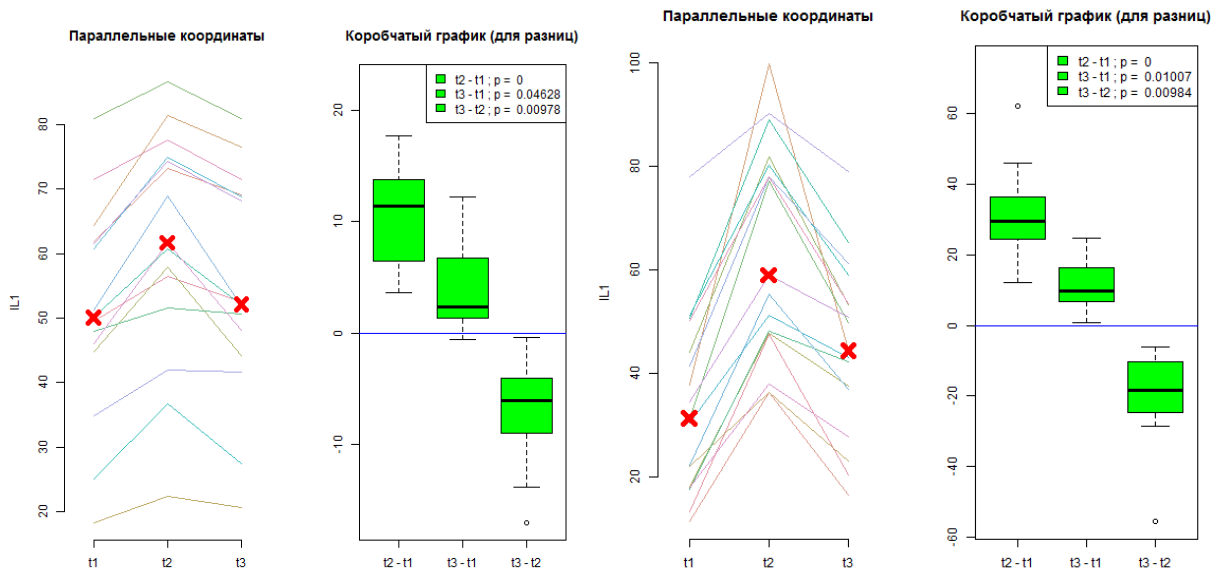 Параллельные координаты
80
70
60
50
40
30
20
IL1
t1
t2
t3
Коробчатый график (для разниц)
t2 - t1 ; p = 0
t3 - t1 ; p = 0.04628
t3 - t2 ; p = 0.00978
20
10
0
-10
t2 - t1
t3 - t1
t3 - t2
Параллельные координаты
100
80
60
40
20
IL1
t1
t2
t3
Коробчатый график (для разниц)
t2 - t1 ; p = 0
t3 - t1 ; p = 0.01007
t3 - t2 ; p = 0.00984
60
40
20
0
-20
-40
-60
t2 - t1
t3 - t1
t3 - t2